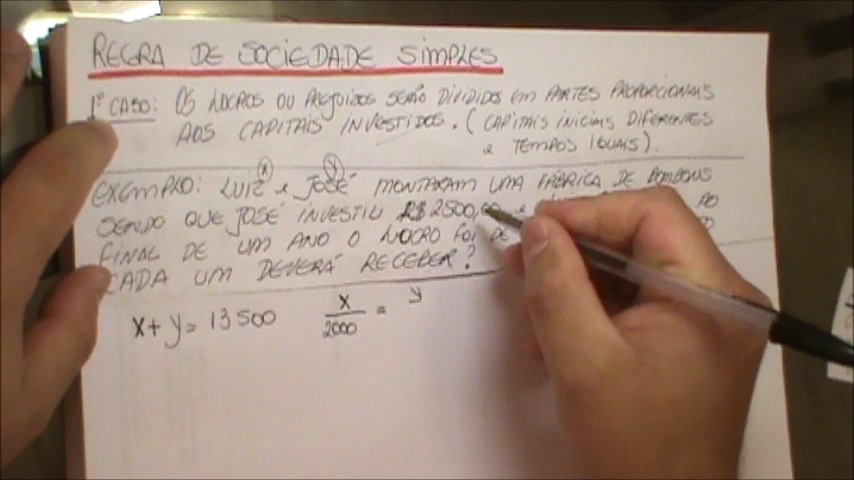 REGRA DE SOCIEDADE SIMPLES
1º CASO: OS LUCROS OU PREJUÍZOS SERÃO DIVIDIDOS EM PARTES PROPORCIONAIS
AOS CAPITAIS INVESTIDOS. (CAPITAIS INICIAIS DIFERENTES
e TEMPOS IGUAIS).
(x) (y)
EXEMPLO: LUIZ e JOSÉ MONTARAM UMA FÁBRICA DE BOMBONS
SENDO QUE JOSÉ INVESTIU R$ 2500,00 e AO
FINAL DE UM ANO O LUCRO FOI DE
CADA UM DEVERÁ RECEBER?
x + y = 13500 x/2000 = y